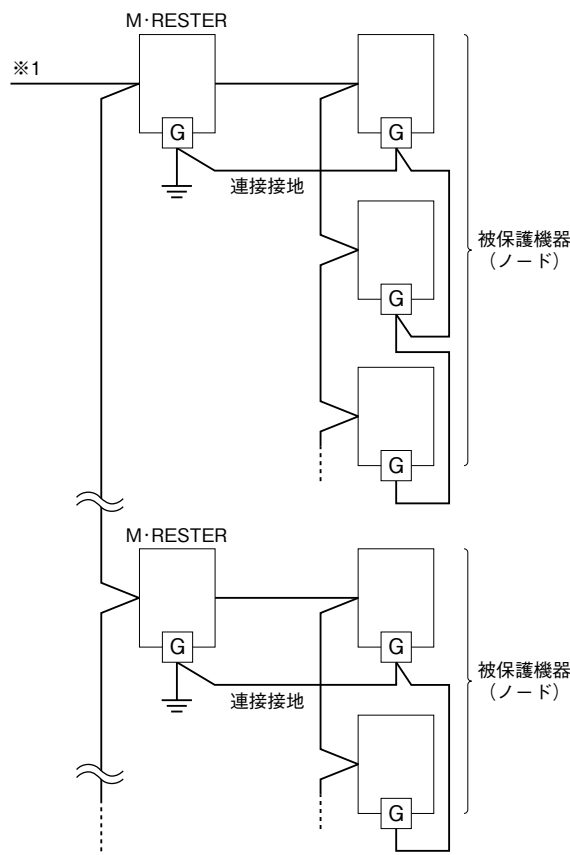 M·RESTER
※1
G
G
連接接地
G
被保護機器
（ノード）
G
M·RESTER
G
G
連接接地
被保護機器
（ノード）
G